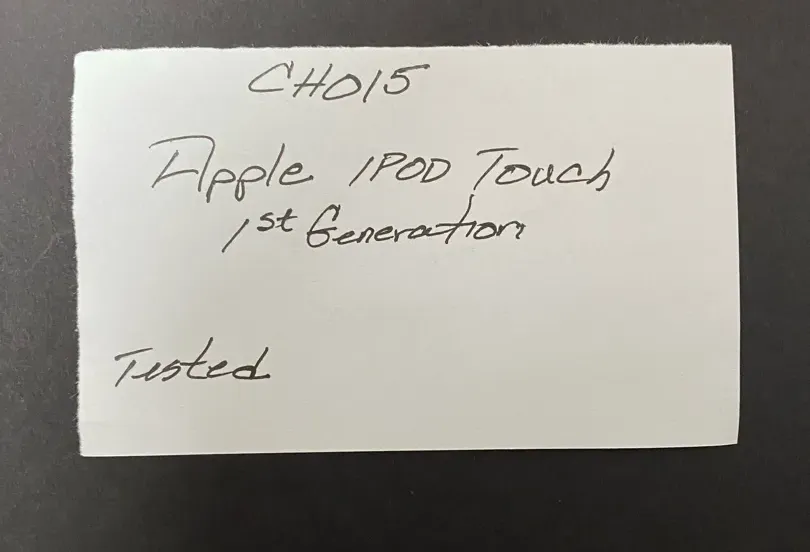 CH015
Apple IPOD Touch
1st Generation
Tested